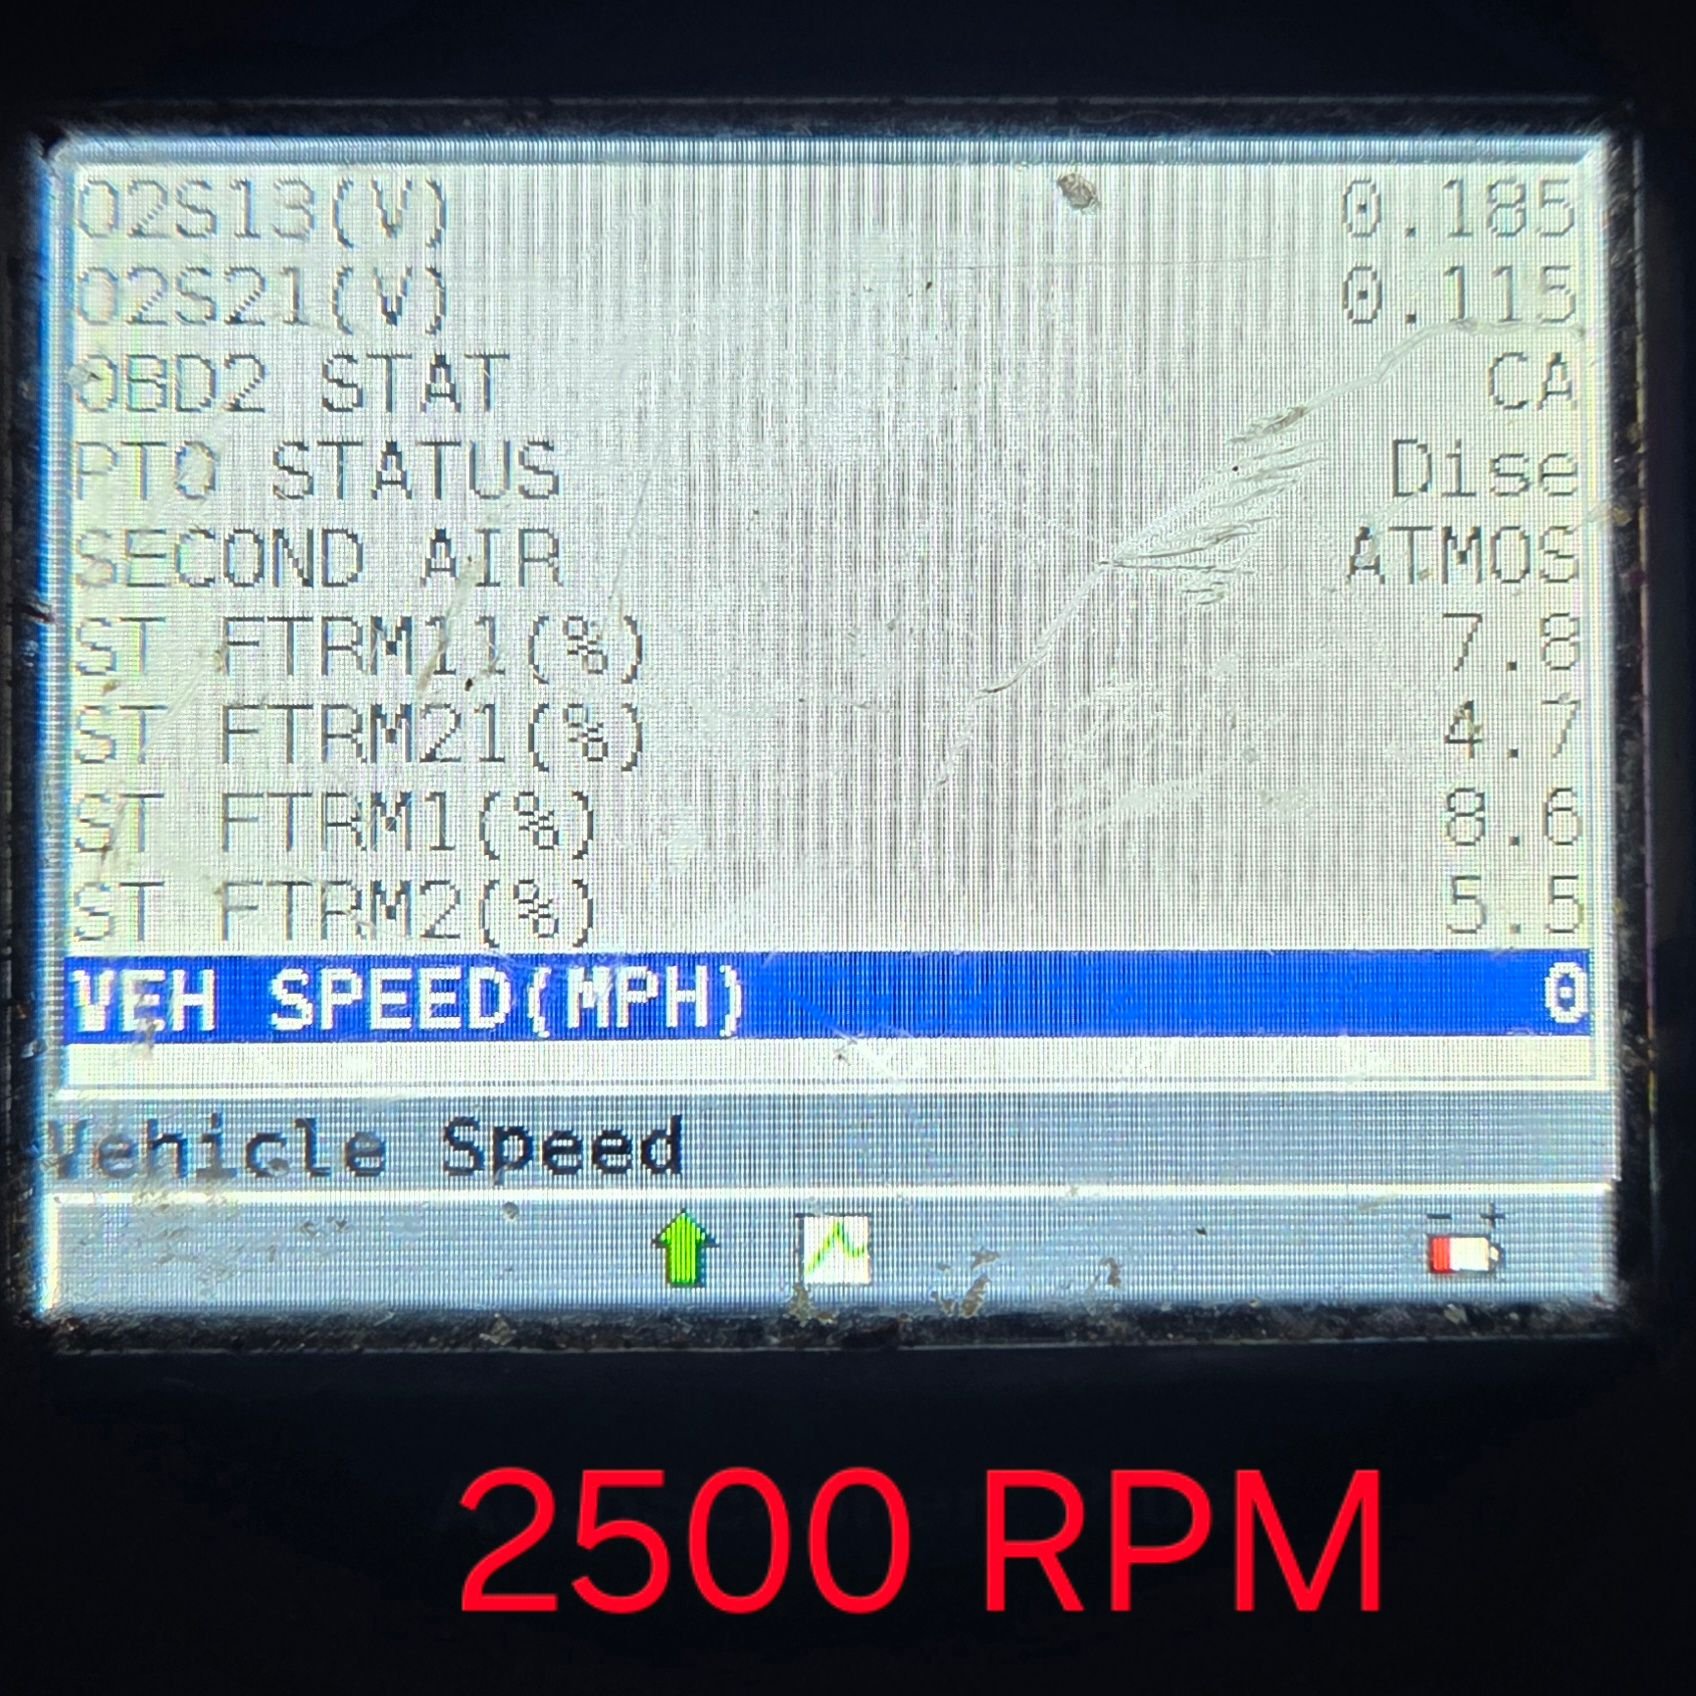 O2S13(V) 0.185
O2S21(V) 0.115
OBD2 STAT CA
PTO STATUS Dise
SECOND AIR ATMOS
ST FTRM11(%) 7.8
ST FTRM21(%) 4.7
ST FTRM1(%) 8.6
ST FTRM2(%) 5.5
VEH SPEED(MPH) 0
Vehicle Speed
- +
2500 RPM